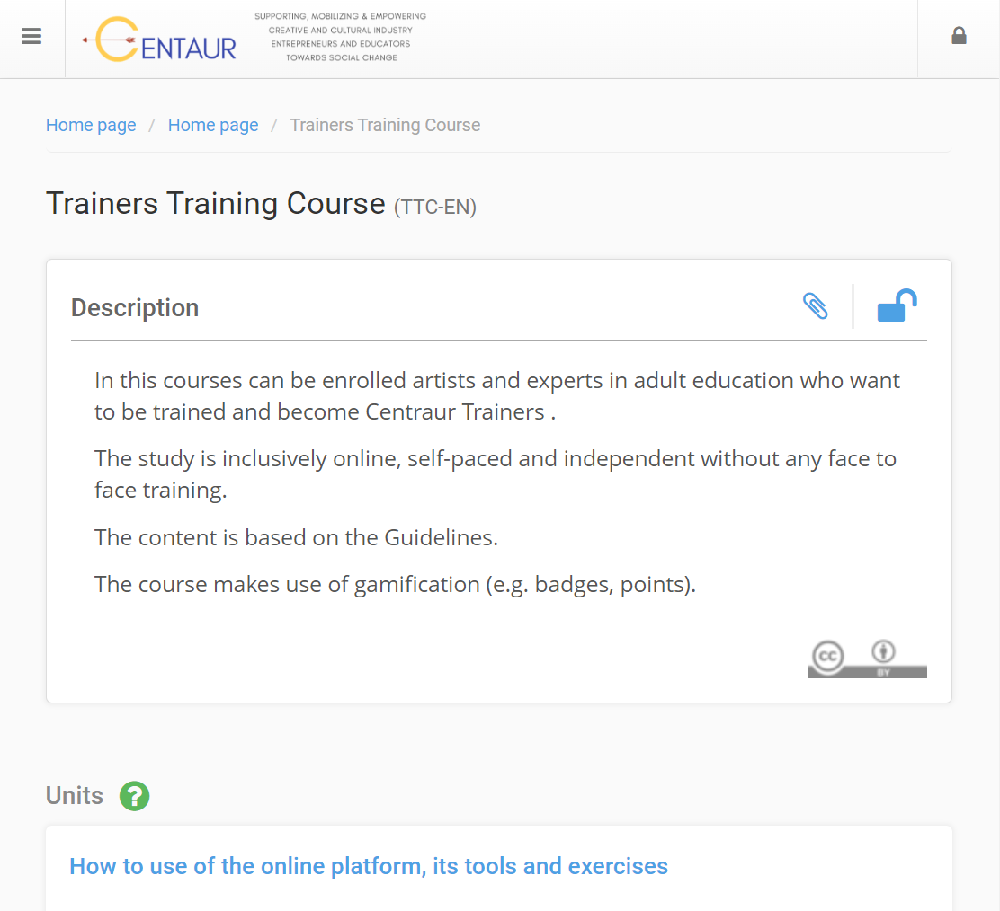 CENTAUR
SUPPORTING, MOBILIZING & EMPOWERING
CREATIVE AND CULTURAL INDUSTRY
ENTREPRENEURS AND EDUCATORS
TOWARDS SOCIAL CHANGE
Home page / Home page / Trainers Training Course
Trainers Training Course (TTC-EN)
Description
In this courses can be enrolled artists and experts in adult education who want
to be trained and become Centraur Trainers .
The study is inclusively online, self-paced and independent without any face to
face training.
The content is based on the Guidelines.
The course makes use of gamification (e.g. badges, points).
cc
BY
Units ?
How to use of the online platform, its tools and exercises